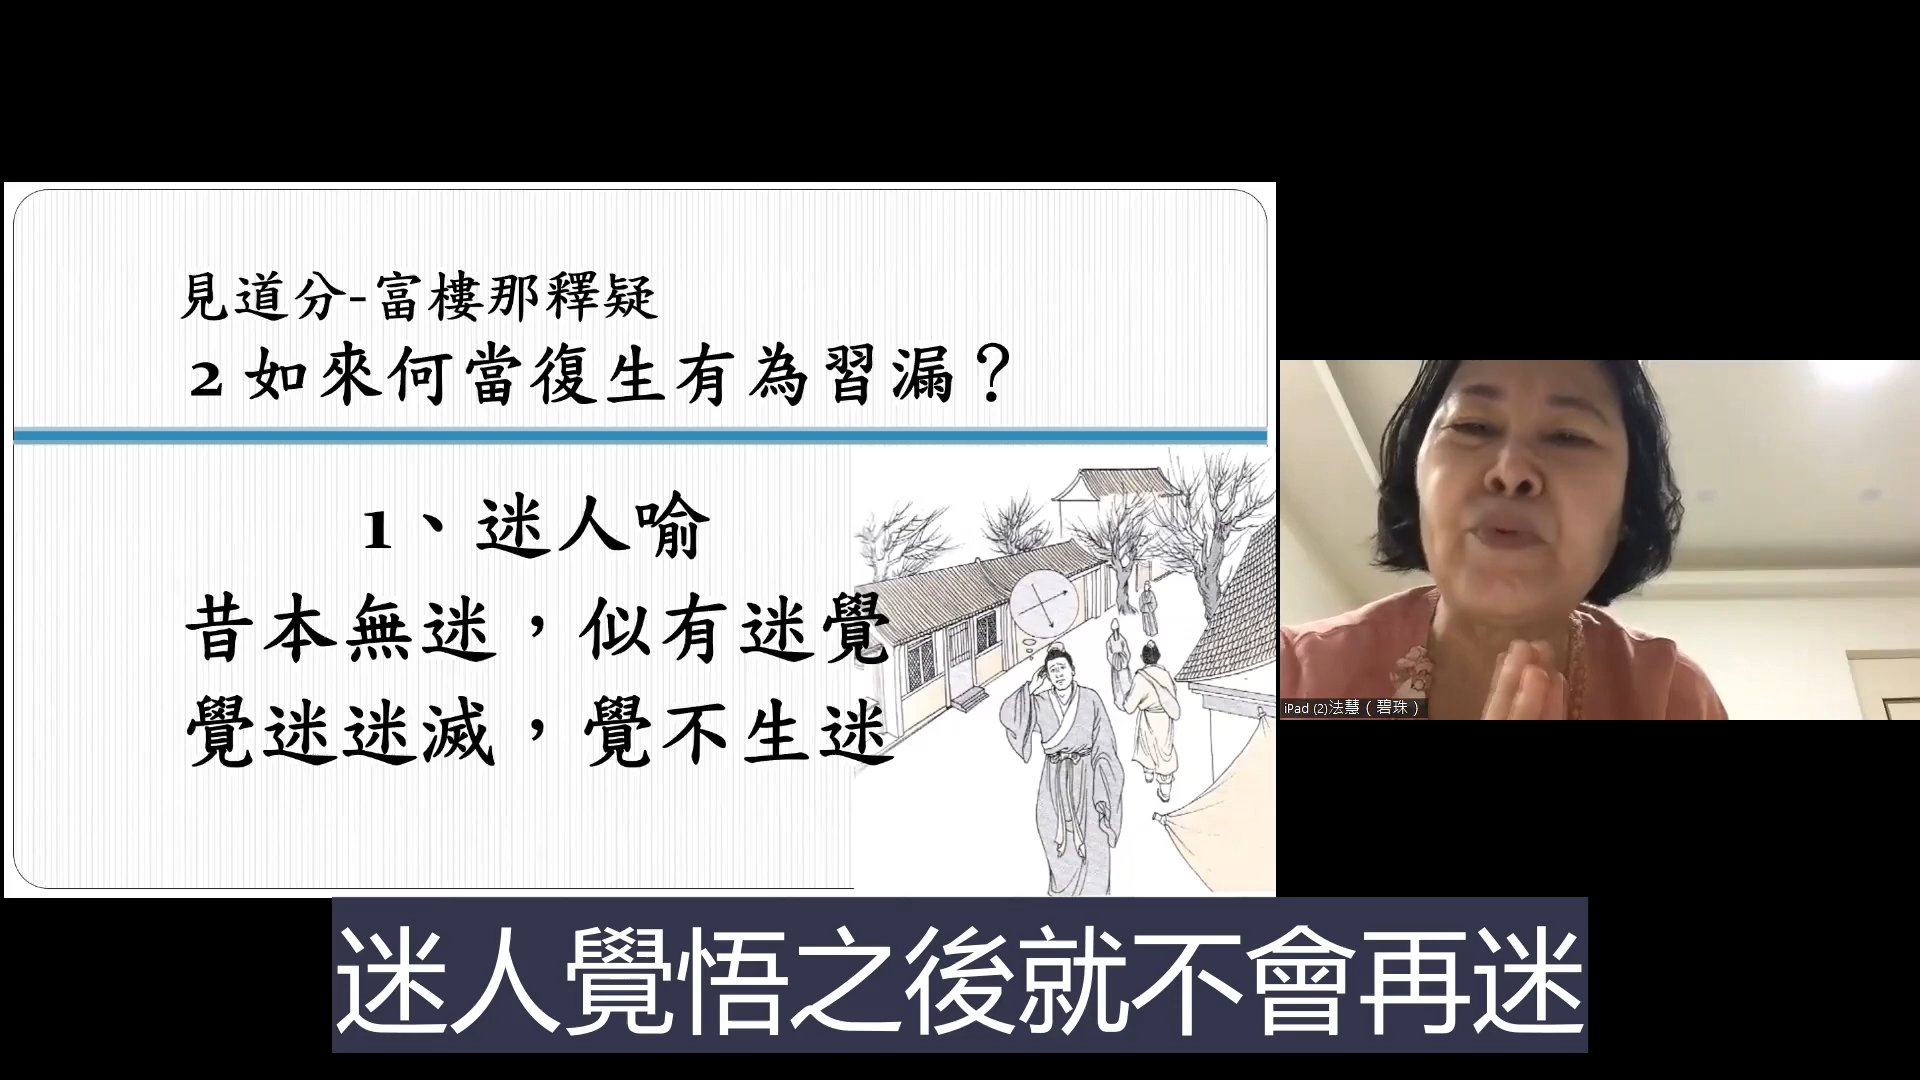 見道分-富樓那釋疑
2 如來何當復生有為習漏？
1、迷人喻
昔本無迷，似有迷覺
覺迷迷滅，覺不生迷
iPad (2)法慧（碧珠）
迷人覺悟之後就不會再迷